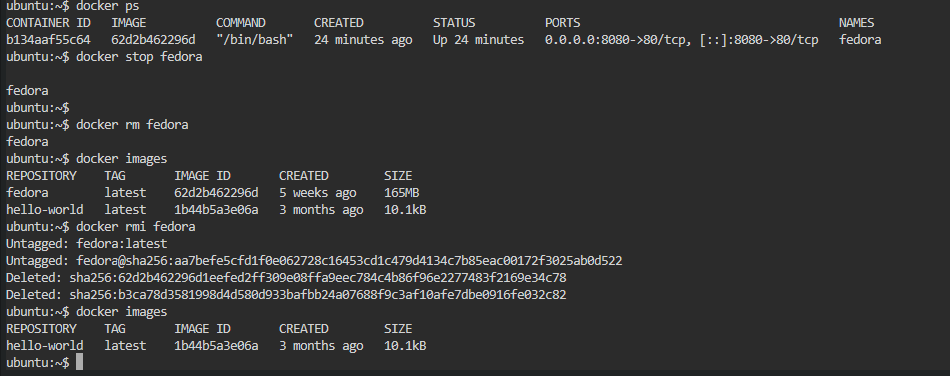 ubuntu:~$ docker ps
CONTAINER ID   IMAGE          COMMAND       CREATED          STATUS          PORTS                                     NAMES
b134aaf55c64   62d2b462296d   "/bin/bash"   24 minutes ago   Up 24 minutes   0.0.0.0:8080->80/tcp, [::]:8080->80/tcp   fedora
ubuntu:~$ docker stop fedora

fedora
ubuntu:~$
ubuntu:~$ docker rm fedora
fedora
ubuntu:~$ docker images
REPOSITORY    TAG       IMAGE ID       CREATED        SIZE
fedora        latest    62d2b462296d   5 weeks ago    165MB
hello-world   latest    1b44b5a3e06a   3 months ago   10.1kB
ubuntu:~$ docker rmi fedora
Untagged: fedora:latest
Untagged: fedora@sha256:aa7befe5cfd1f0e062728c16453cd1c479d4134c7b85eac00172f3025ab0d522
Deleted: sha256:62d2b462296d1eefed2ff309e08ffa9eec784c4b86f96e2277483f2169e34c78
Deleted: sha256:b3ca78d3581998d4d580d933bafbb24a07688f9c3af10afe7dbe0916fe032c82
ubuntu:~$ docker images
REPOSITORY    TAG       IMAGE ID       CREATED        SIZE
hello-world   latest    1b44b5a3e06a   3 months ago   10.1kB
ubuntu:~$